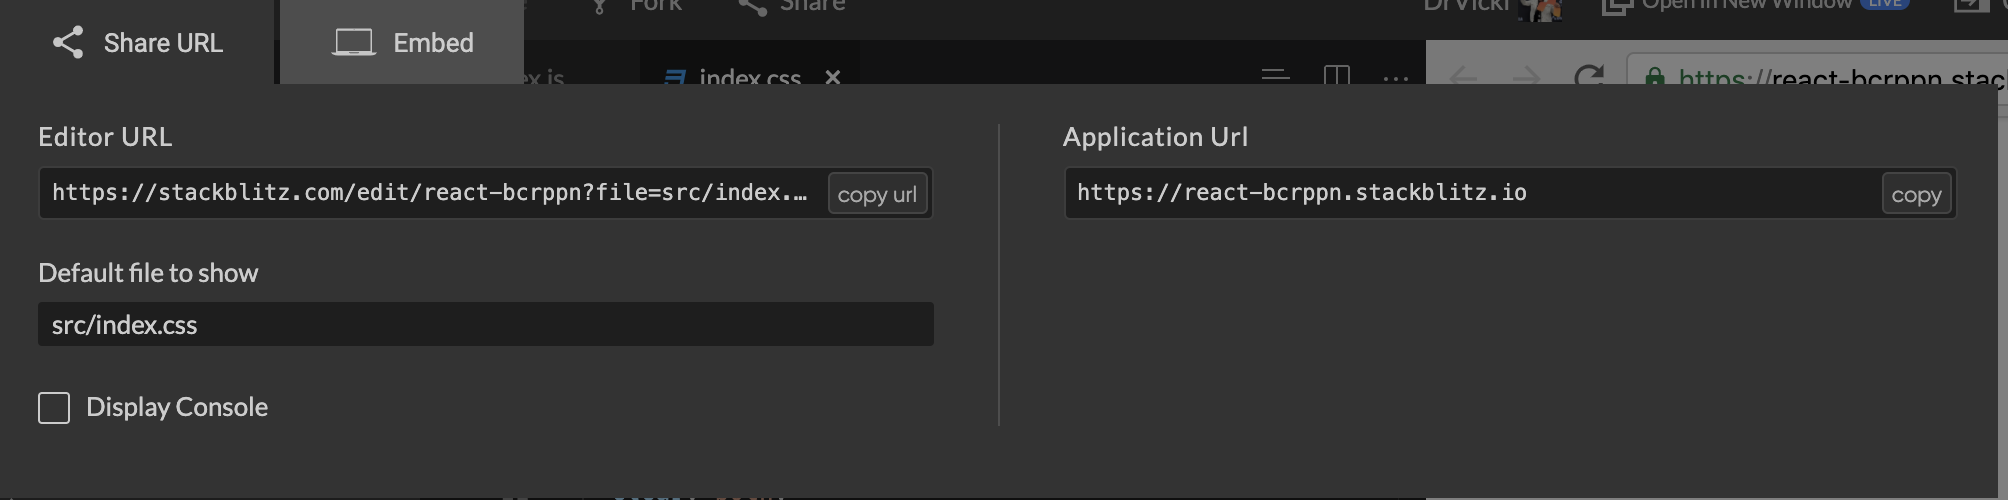 Fork
Share
DrVicki
Open in New Window
LIVE
Share URL
Embed
ex.js
index.css
https://react-bcrppn.stac
Editor URL
https://stackblitz.com/edit/react-bcrppn?file=src/index.…
copy url
Default file to show
src/index.css
Display Console
Application Url
https://react-bcrppn.stackblitz.io
copy